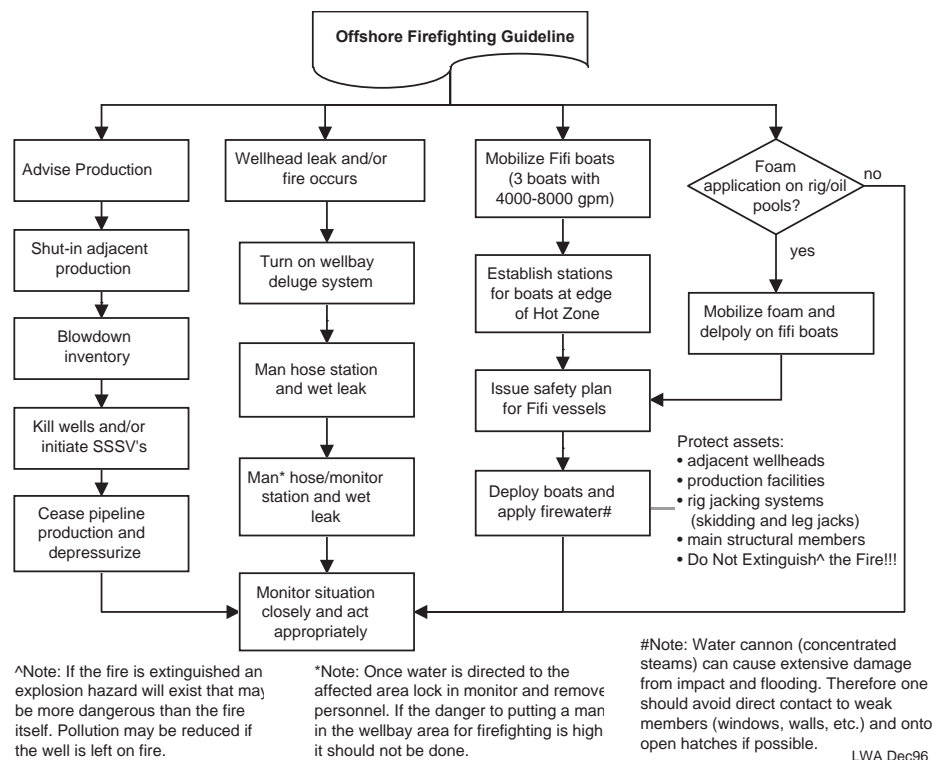 Offshore Firefighting Guideline
Advise Production
Shut-in adjacent
production
Blowdown
inventory
Kill wells and/or
initiate SSSV's
Cease pipeline
production and
depressurize
Wellhead leak and/or
fire occurs
Turn on wellbay
deluge system
Man hose station
and wet leak
Man* hose/monitor
station and wet
leak
Monitor situation
closely and act
appropriately
Mobilize Fifi boats
(3 boats with
4000-8000 gpm)
Establish stations
for boats at edge
of Hot Zone
Issue safety plan
for Fifi vessels
Deploy boats and
apply firewater#
Foam
application on rig/oil
pools?
no
yes
Mobilize foam and
delpoly on fifi boats
Protect assets:
• adjacent wellheads
• production facilities
• rig jacking systems
(skidding and leg jacks)
• main structural members
• Do Not Extinguish^ the Fire!!!
^Note: If the fire is extinguished an
explosion hazard will exist that may
be more dangerous than the fire
itself. Pollution may be reduced if
the well is left on fire.
*Note: Once water is directed to the
affected area lock in monitor and remove
personnel. If the danger to putting a man
in the wellbay area for firefighting is high
it should not be done.
#Note: Water cannon (concentrated
steams) can cause extensive damage
from impact and flooding. Therefore one
should avoid direct contact to weak
members (windows, walls, etc.) and onto
open hatches if possible.
LWA Dec96